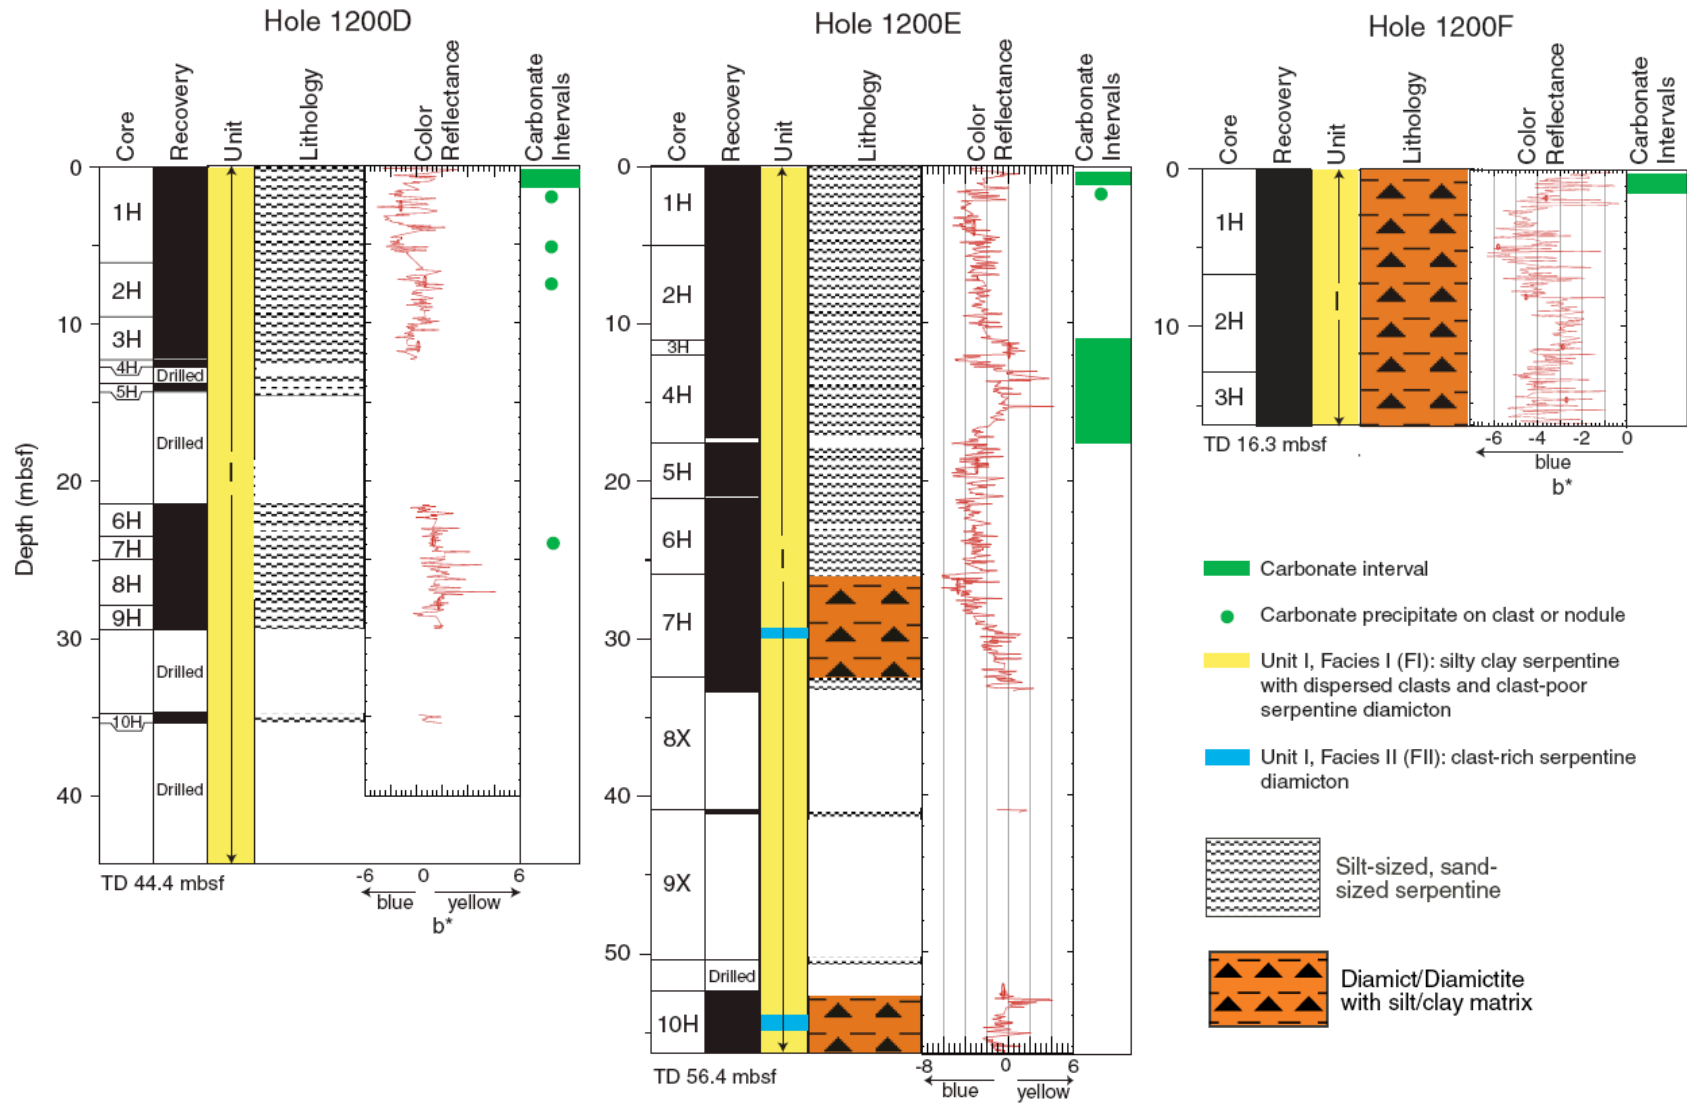 Hole 1200D
Hole 1200E
Hole 1200F
Depth (mbsf)
Core
Recovery
Unit
Lithology
Color
Reflectance
Carbonate
Intervals
0
10
20
30
40
1H
2H
3H
4H
Drilled
5H
Drilled
6H
7H
8H
9H
Drilled
10H
Drilled
I
TD 44.4 mbsf
-6 0 6
blue yellow
b*
Core
Recovery
Unit
Lithology
Color
Reflectance
Carbonate
Intervals
0
10
20
30
40
50
1H
2H
3H
4H
5H
6H
7H
8X
9X
Drilled
10H
I
TD 56.4 mbsf
-8 0 6
blue yellow
Core
Recovery
Unit
Lithology
Color
Reflectance
Carbonate
Intervals
0
10
1H
2H
3H
I
TD 16.3 mbsf
-6 -4 -2 0
blue
b*
Carbonate interval
Carbonate precipitate on clast or nodule
Unit I, Facies I (FI): silty clay serpentine
with dispersed clasts and clast-poor
serpentine diamicton
Unit I, Facies II (FII): clast-rich serpentine
diamicton
Silt-sized, sand-
sized serpentine
Diamict/Diamictite
with silt/clay matrix